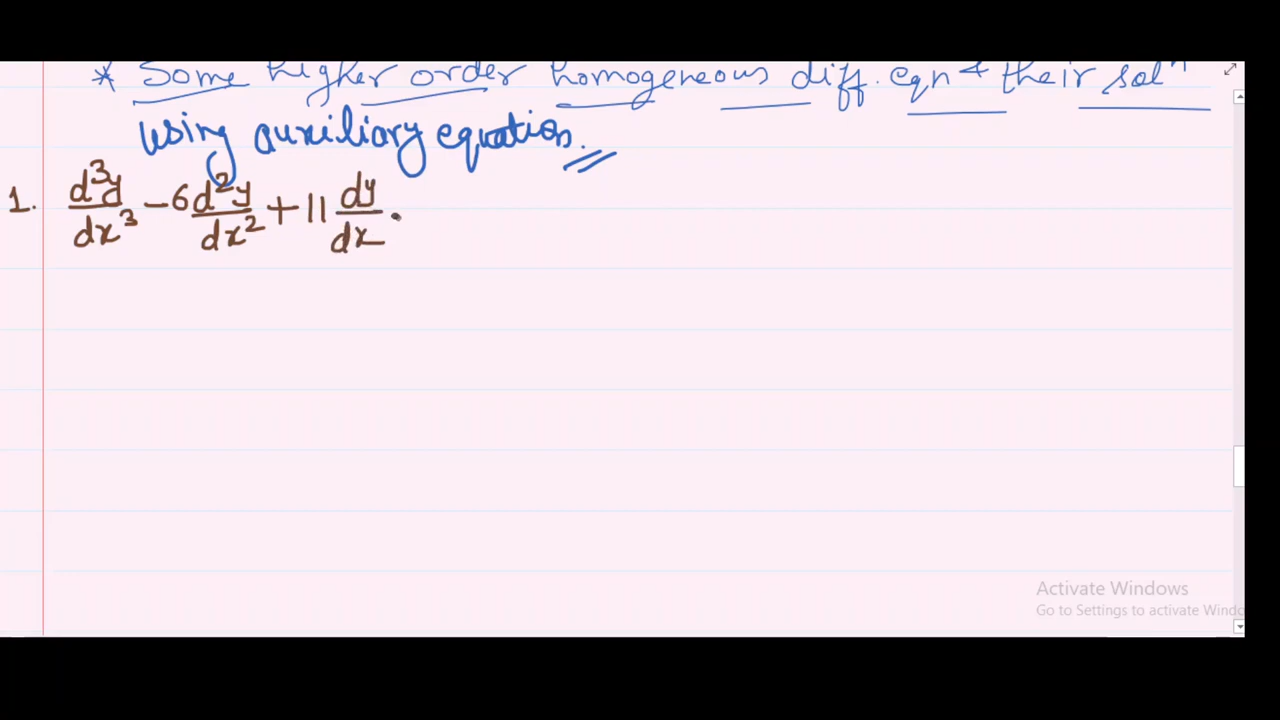 * Some higher order homogeneous diff. eqn & their solⁿ
using auxiliary equation.
1. d³y/dx³ - 6 d²y/dx² + 11 dy/dx
Activate Windows
Go to Settings to activate Windo